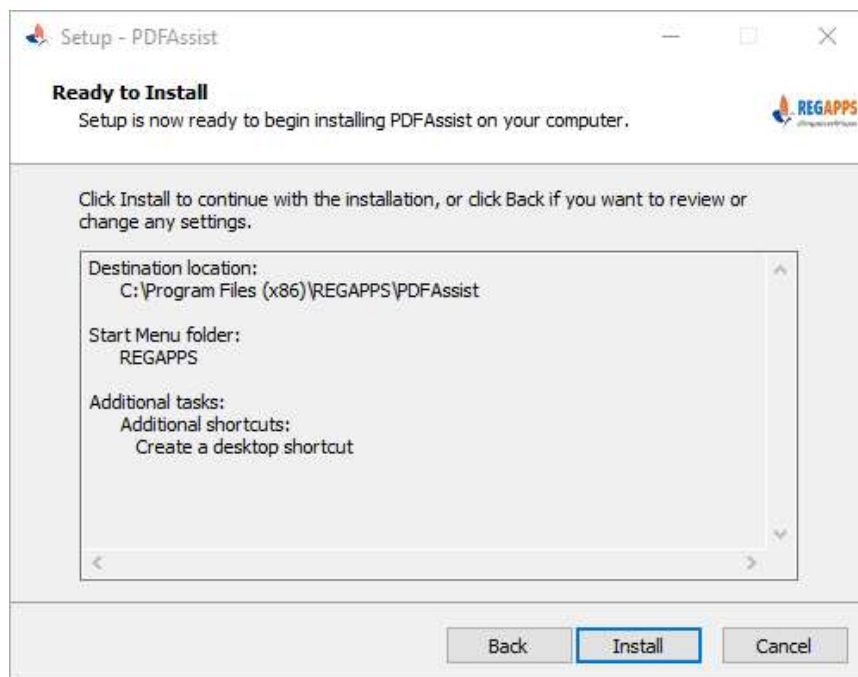 Setup - PDFAssist
Ready to Install
Setup is now ready to begin installing PDFAssist on your computer.
REGAPPS
Click Install to continue with the installation, or click Back if you want to review or
change any settings.
Destination location:
C:\Program Files (x86)\REGAPPS\PDFAssist
Start Menu folder:
REGAPPS
Additional tasks:
Additional shortcuts:
Create a desktop shortcut
Back
Install
Cancel